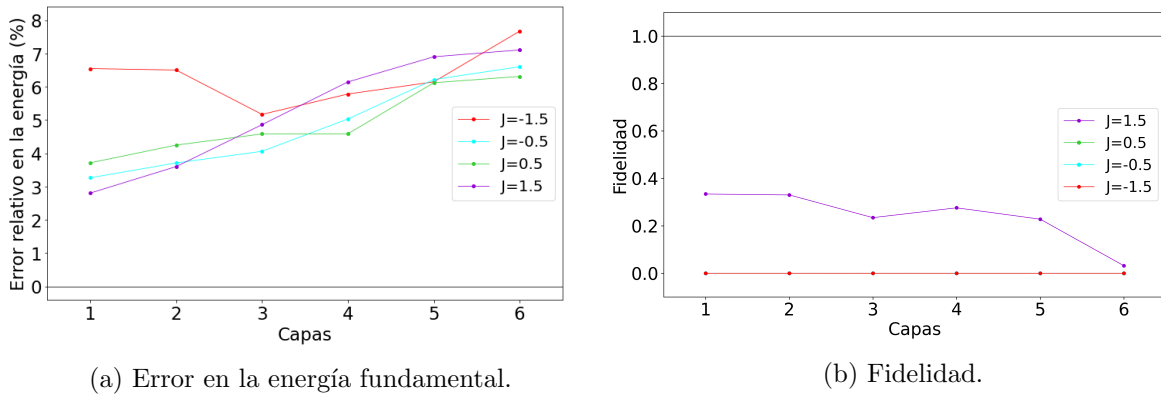 Error relativo en la energía (%)
8
7
6
5
4
3
2
1
0
1 2 3 4 5 6
Capas
J=-1.5
J=-0.5
J=0.5
J=1.5
(a) Error en la energía fundamental.
Fidelidad
1.0
0.8
0.6
0.4
0.2
0.0
1 2 3 4 5 6
Capas
J=1.5
J=0.5
J=-0.5
J=-1.5
(b) Fidelidad.